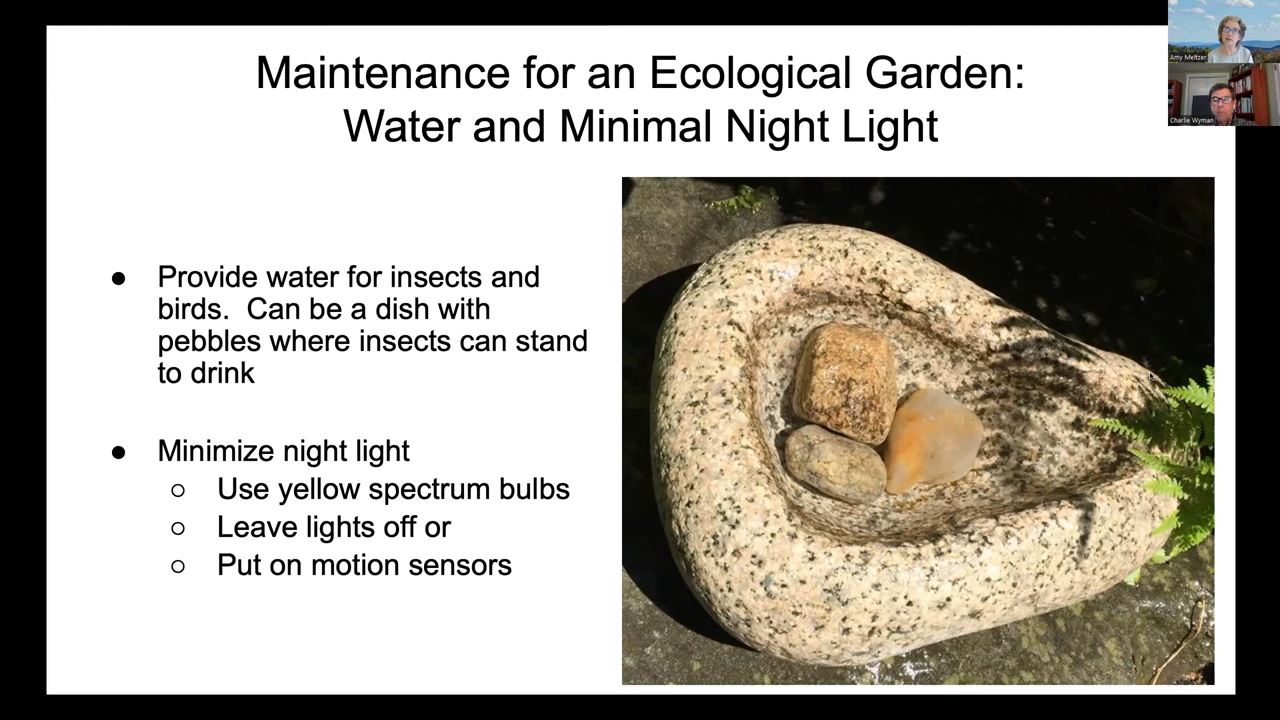 Maintenance for an Ecological Garden:
Water and Minimal Night Light
● Provide water for insects and
birds.  Can be a dish with
pebbles where insects can stand
to drink
● Minimize night light
○ Use yellow spectrum bulbs
○ Leave lights off or
○ Put on motion sensors
Amy Meltzer
Charlie Wyman